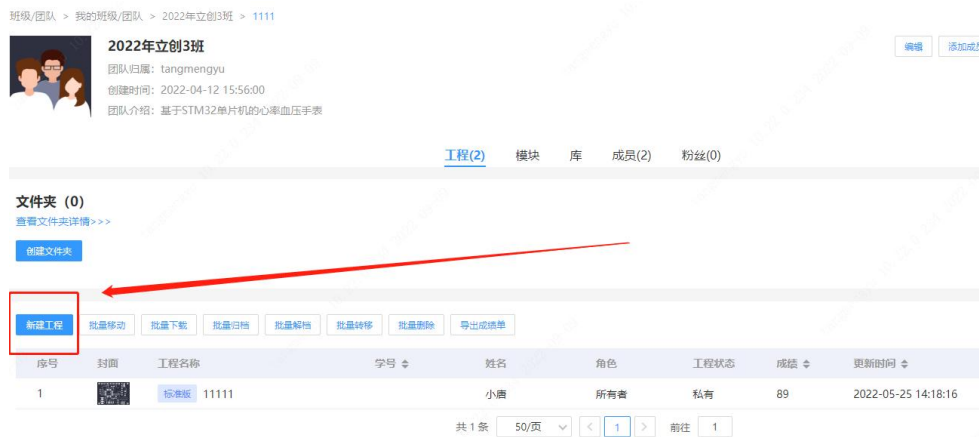 班级/团队 > 我的班级/团队 > 2022年立创3班 > 1111
2022年立创3班
编辑 添加成员
团队归属: tangmengyu
创建时间: 2022-04-12 15:56:00
团队介绍: 基于STM32单片机的心率血压手表
工程(2) 模块 库 成员(2) 粉丝(0)
文件夹（0）
查看文件夹详情>>>
创建文件夹
新建工程 批量移动 批量下载 批量归档 批量解档 批量转移 批量删除 导出成绩单
序号 封面 工程名称 学号 姓名 角色 工程状态 成绩 更新时间
1 标准版 11111 小唐 所有者 私有 89 2022-05-25 14:18:16
共 1 条 50/页 < 1 > 前往 1